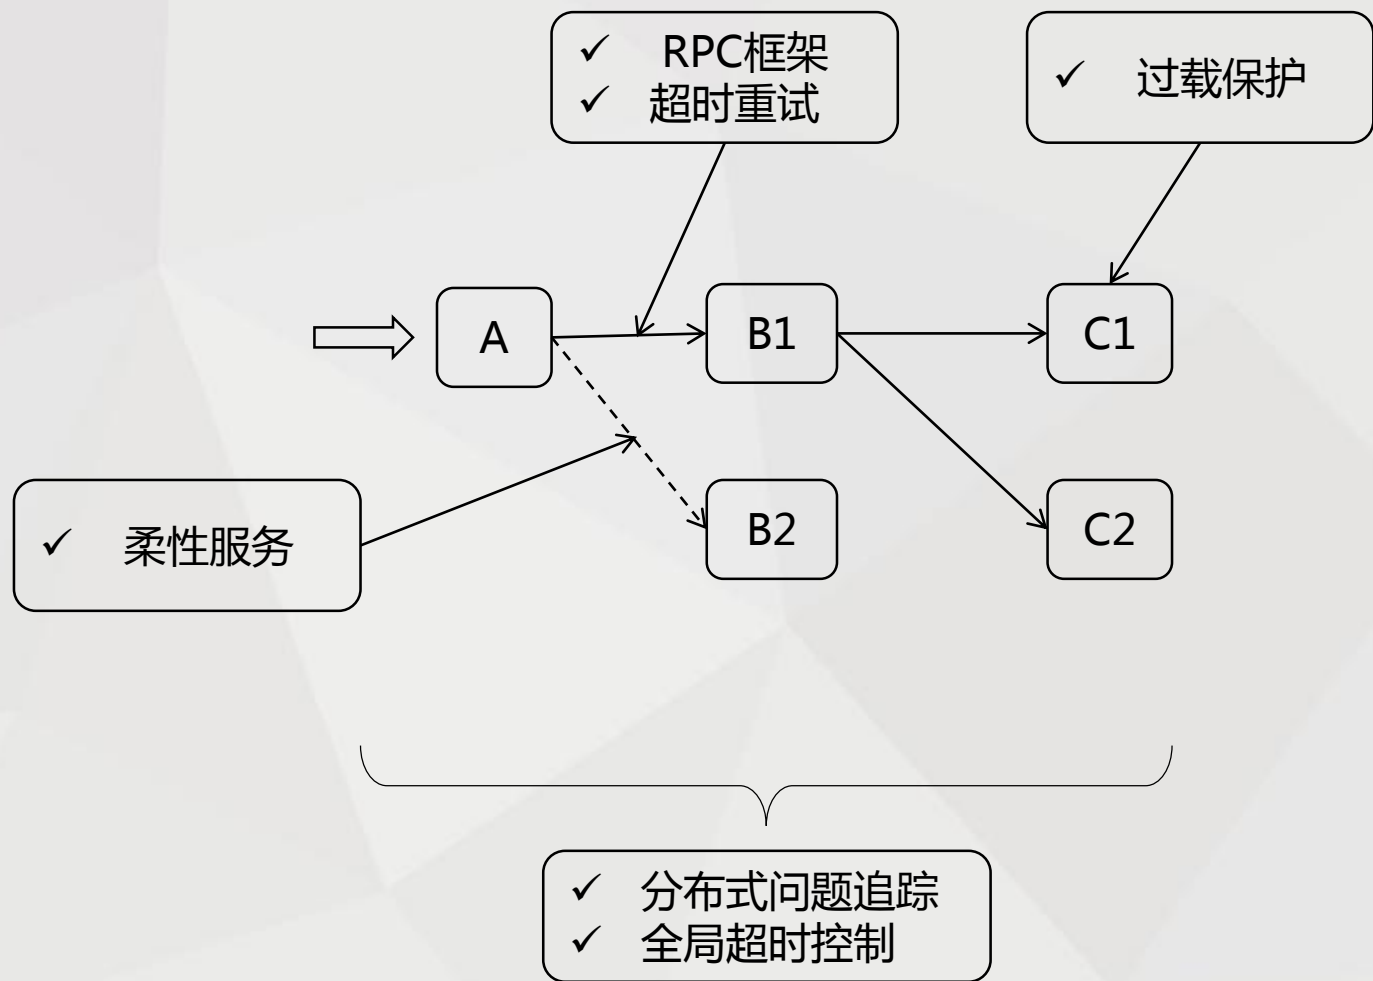 ✓ RPC框架
✓ 超时重试
✓ 过载保护
A
B1
C1
✓ 柔性服务
B2
C2
✓ 分布式问题追踪
✓ 全局超时控制